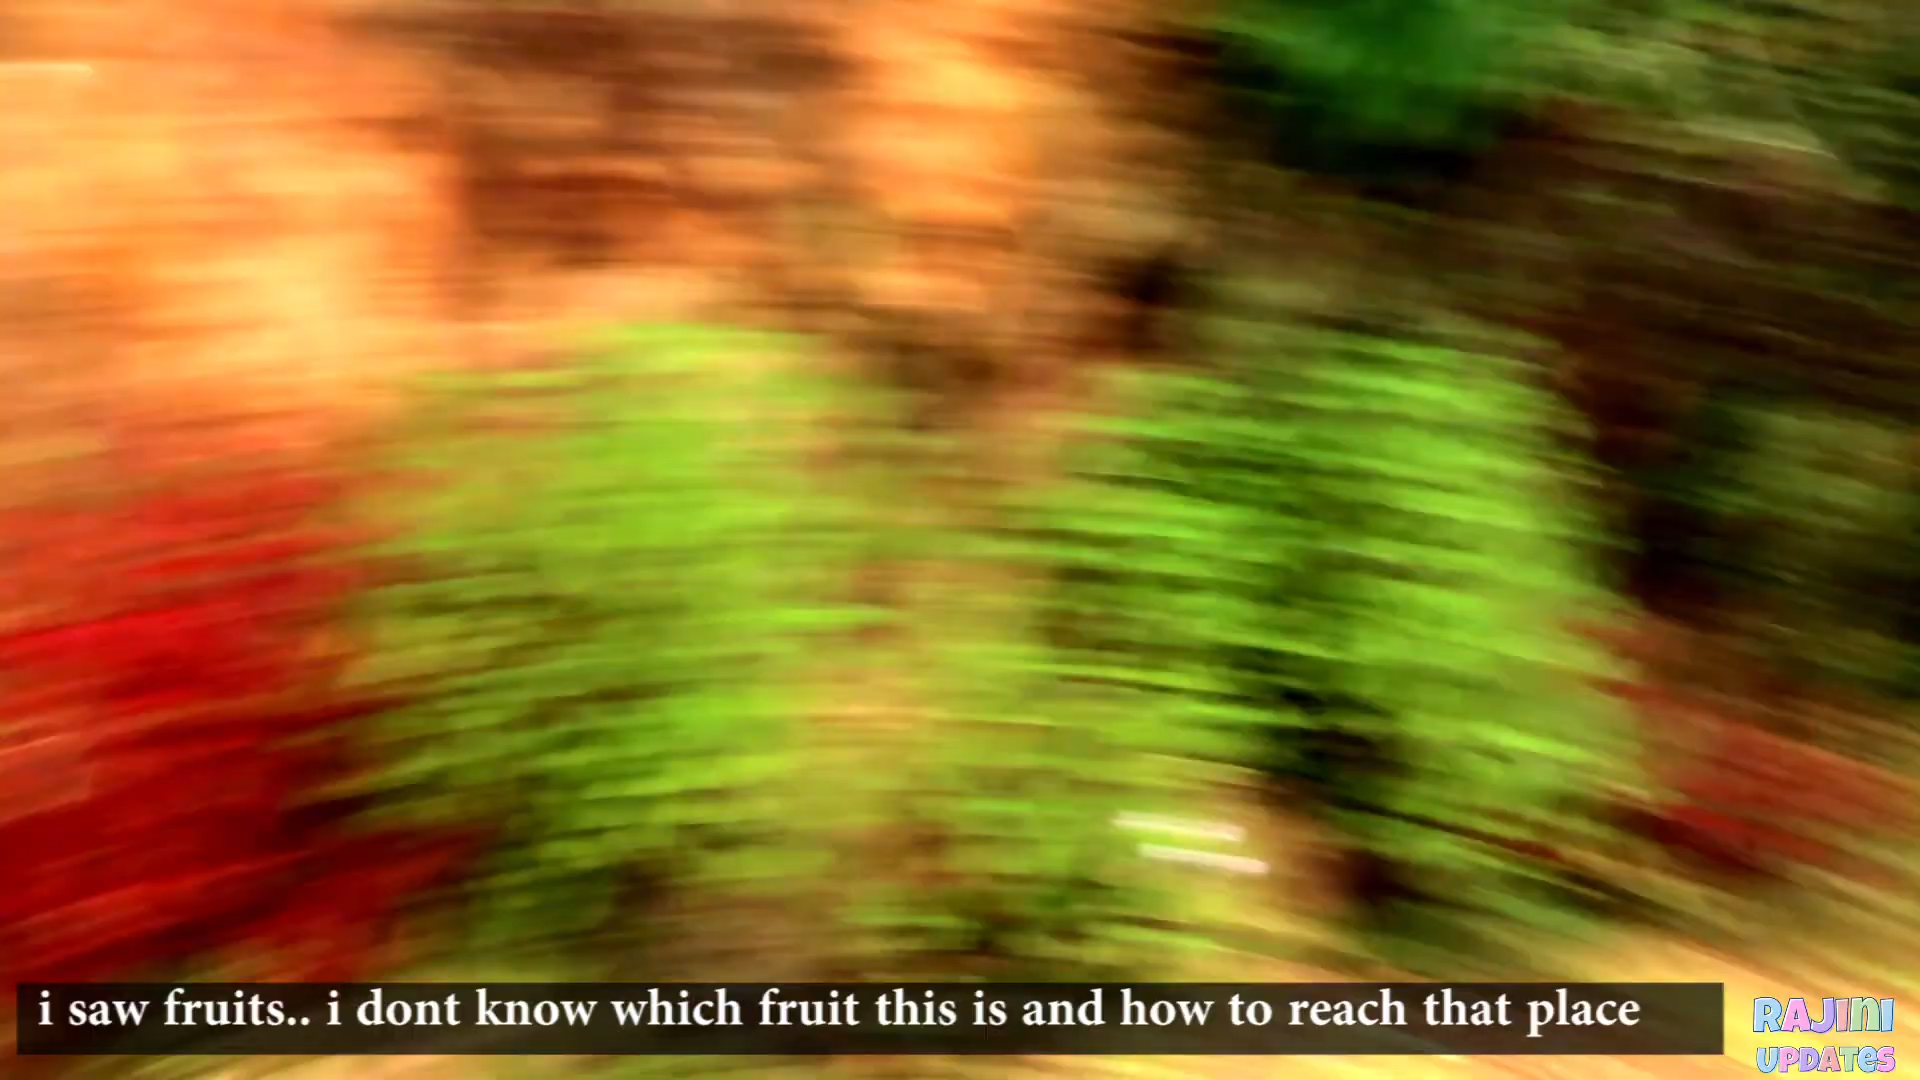 i saw fruits.. i dont know which fruit this is and how to reach that place
RAJINI
UPDATES